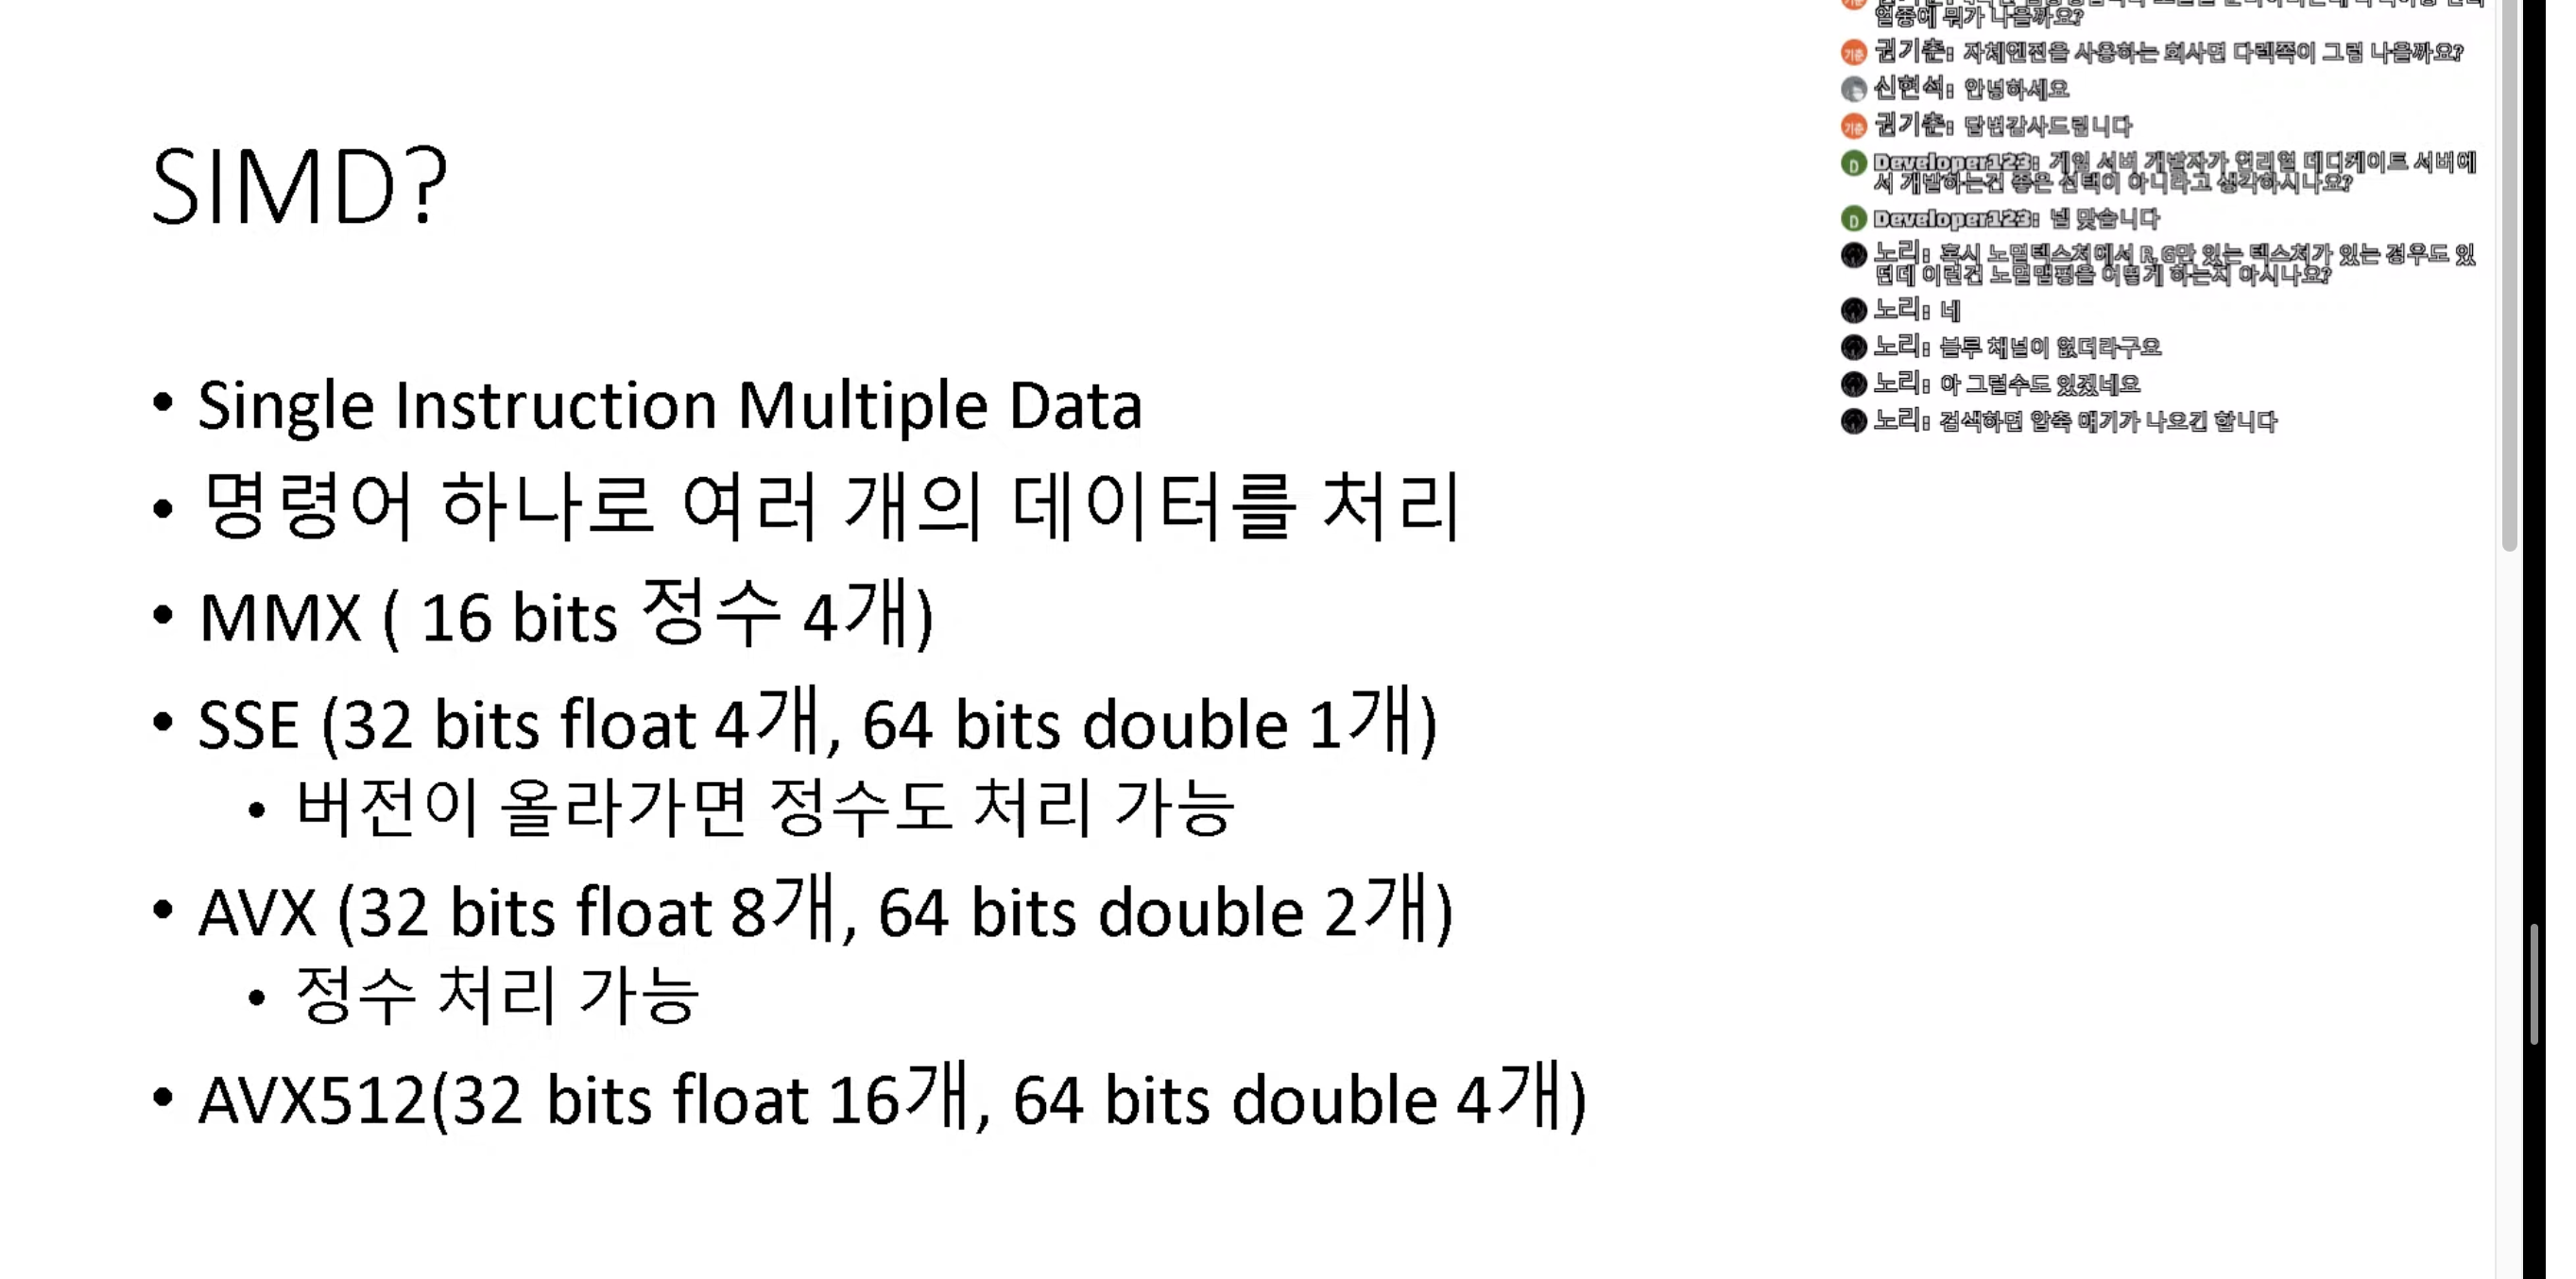 SIMD?
• Single Instruction Multiple Data
• 명령어 하나로 여러 개의 데이터를 처리
• MMX ( 16 bits 정수 4개)
• SSE (32 bits float 4개, 64 bits double 1개)
• 버전이 올라가면 정수도 처리 가능
• AVX (32 bits float 8개, 64 bits double 2개)
• 정수 처리 가능
• AVX512(32 bits float 16개, 64 bits double 4개)
얼중에 뭐가 나을까요?
기춘 권기춘: 자체엔진을 사용하는 회사면 다렉쪽이 그럼 나을까요?
신현석: 안녕하세요
기춘 권기춘: 답변감사드립니다
D Developer123: 게임 서버 개발자가 언리얼 데디케이트 서버에
서 개발하는건 좋은 선택이 아니라고 생각하시나요?
D Developer123: 넵 맞습니다
노리: 혹시 노멀텍스쳐에서 R,G만 있는 텍스쳐가 있는 경우도 있
던데 이런건 노멀맵핑을 어떻게 하는지 아시나요?
노리: 네
노리: 블루 채널이 없더라구요
노리: 아 그럴수도 있겠네요
노리: 검색하면 압축 얘기가 나오긴 합니다